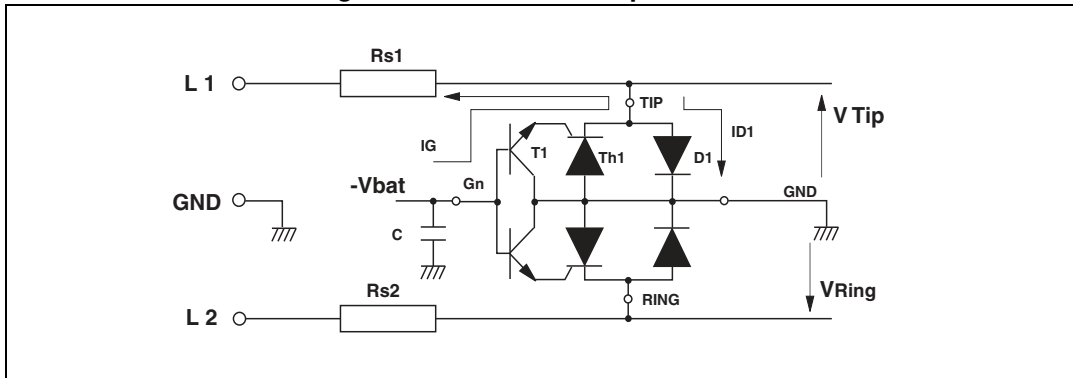 Rs1
L 1
TIP
V Tip
ID1
IG
T1
Th1
D1
-Vbat
Gn
GND
GND
C
VRing
Rs2
RING
L 2